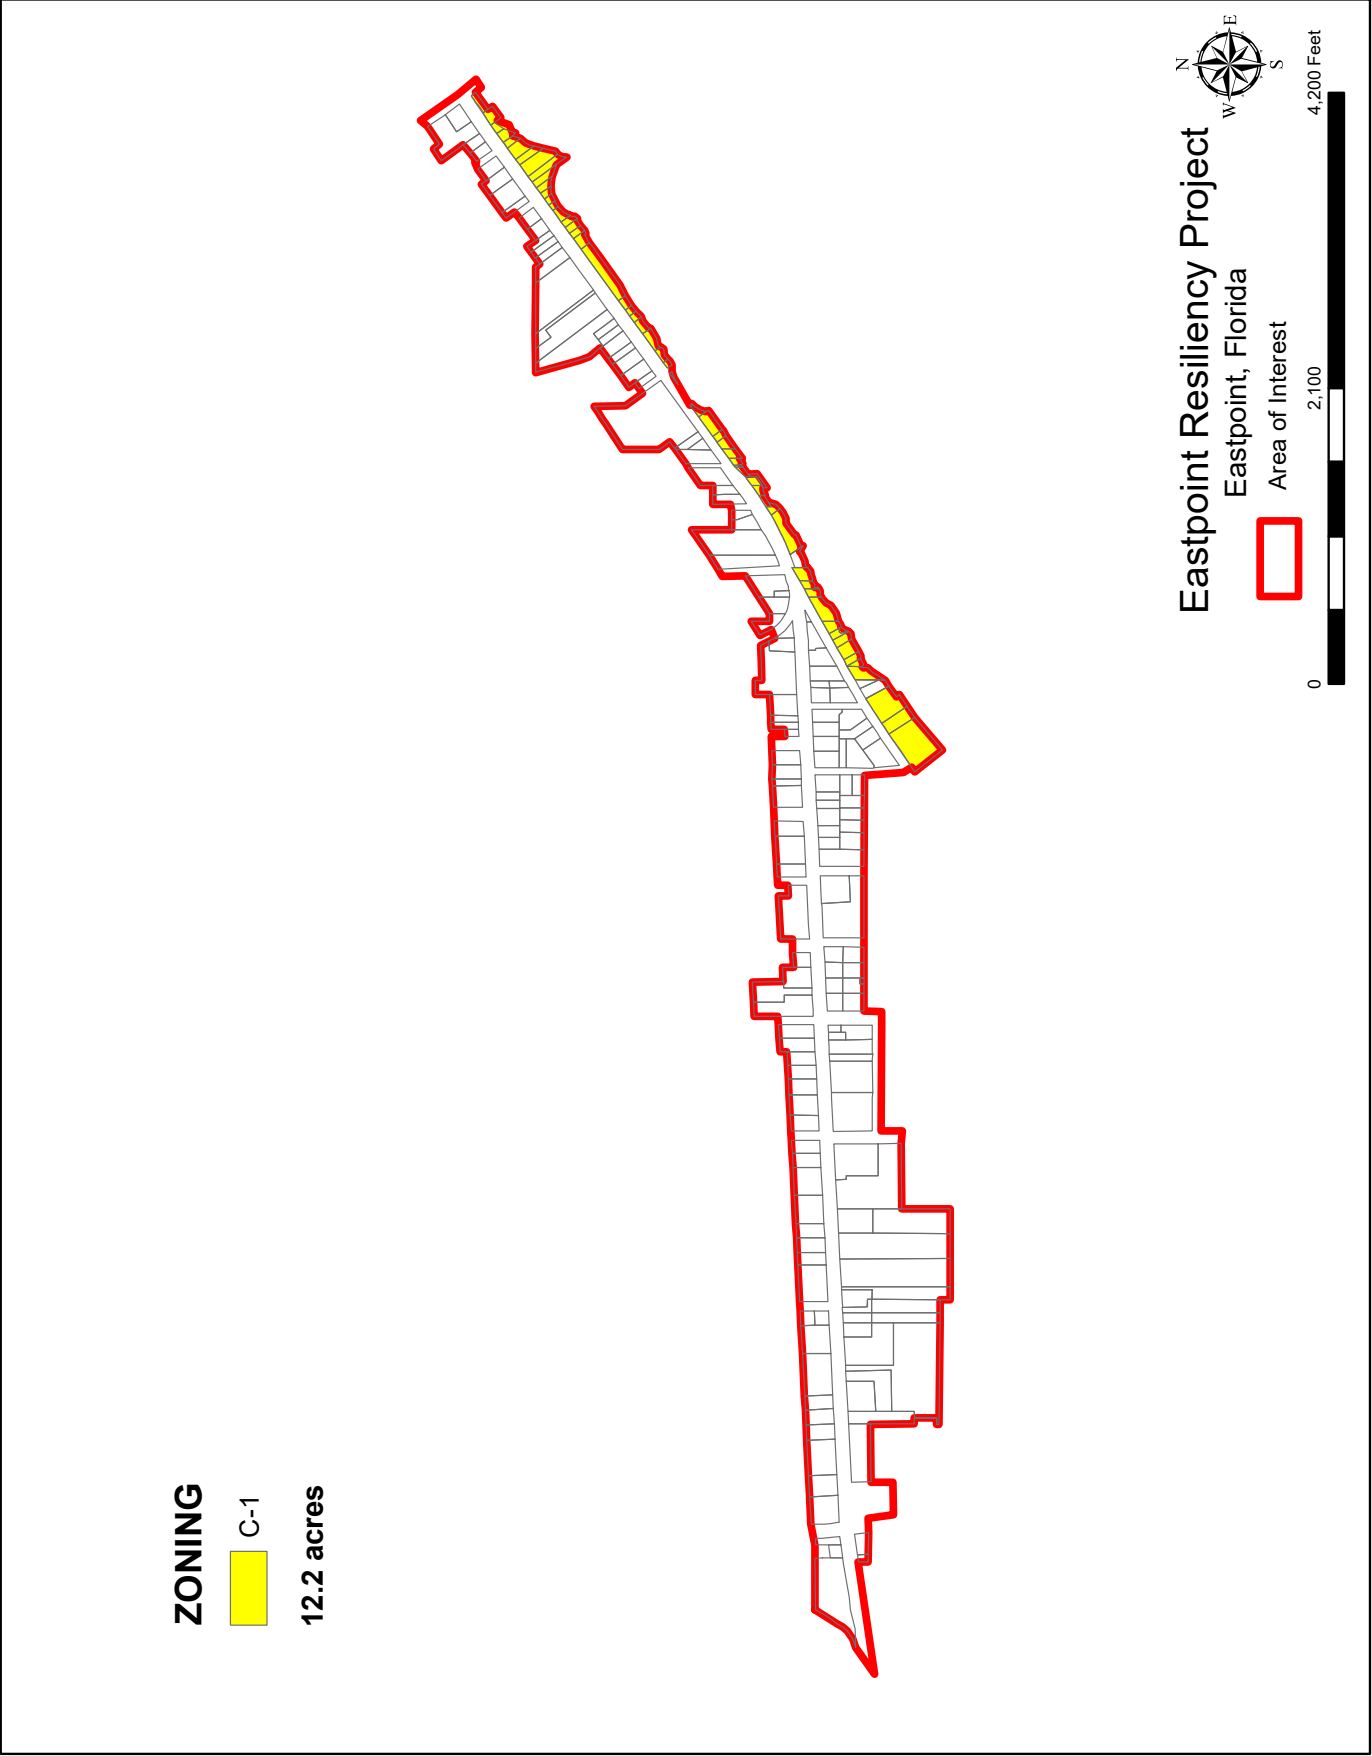 ZONING
C-1
12.2 acres
Eastpoint Resiliency Project
Eastpoint, Florida
Area of Interest
0
2,100
4,200 Feet
N
W
E
S